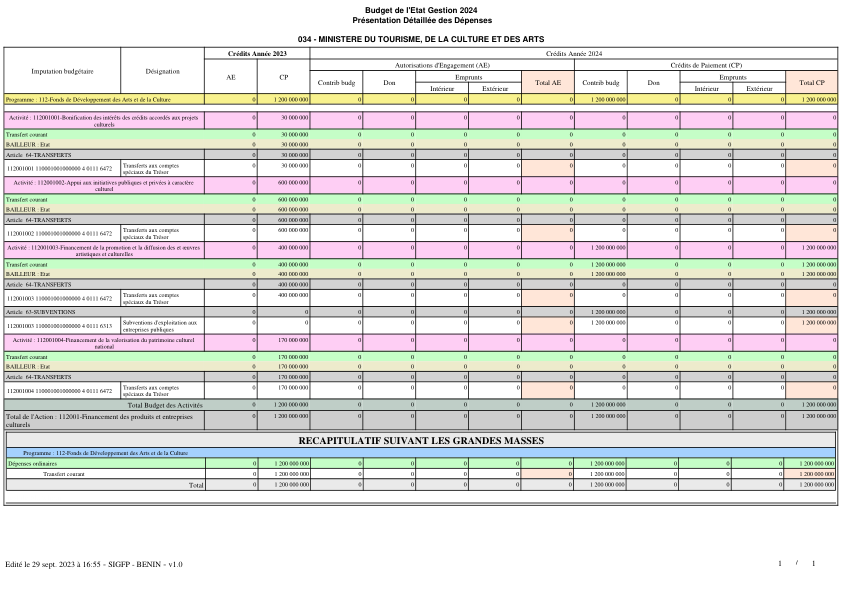 Budget de l'Etat Gestion 2024
Présentation Détaillée des Dépenses
034 - MINISTERE DU TOURISME, DE LA CULTURE ET DES ARTS
Imputation budgétaire Désignation Crédits Année 2023 Crédits Année 2024
AE CP Autorisations d'Engagement (AE) Crédits de Paiement (CP)
Contrib budg Don Emprunts Total AE Contrib budg Don Emprunts Total CP
Intérieur Extérieur Intérieur Extérieur
Programme : 112-Fonds de Développement des Arts et de la Culture 0 1 200 000 000 0 0 0 0 0 1 200 000 000 0 0 0 1 200 000 000
Activité : 112001001-Bonification des intérêts des crédits accordés aux projets culturels 0 30 000 000 0 0 0 0 0 0 0 0 0 0
Transfert courant 0 30 000 000 0 0 0 0 0 0 0 0 0 0
BAILLEUR : Etat 0 30 000 000 0 0 0 0 0 0 0 0 0 0
Article 64-TRANSFERTS 0 30 000 000 0 0 0 0 0 0 0 0 0 0
112001001 110001001000000 4 0111 6472 Transferts aux comptes spéciaux du Trésor 0 30 000 000 0 0 0 0 0 0 0 0 0 0
Activité : 112001002-Appui aux initiatives publiques et privées à caractère culturel 0 600 000 000 0 0 0 0 0 0 0 0 0 0
Transfert courant 0 600 000 000 0 0 0 0 0 0 0 0 0 0
BAILLEUR : Etat 0 600 000 000 0 0 0 0 0 0 0 0 0 0
Article 64-TRANSFERTS 0 600 000 000 0 0 0 0 0 0 0 0 0 0
112001002 110001001000000 4 0111 6472 Transferts aux comptes spéciaux du Trésor 0 600 000 000 0 0 0 0 0 0 0 0 0 0
Activité : 112001003-Financement de la promotion et la diffusion des et œuvres artistiques et culturelles 0 400 000 000 0 0 0 0 0 1 200 000 000 0 0 0 1 200 000 000
Transfert courant 0 400 000 000 0 0 0 0 0 1 200 000 000 0 0 0 1 200 000 000
BAILLEUR : Etat 0 400 000 000 0 0 0 0 0 1 200 000 000 0 0 0 1 200 000 000
Article 64-TRANSFERTS 0 400 000 000 0 0 0 0 0 0 0 0 0 0
112001003 110001001000000 4 0111 6472 Transferts aux comptes spéciaux du Trésor 0 400 000 000 0 0 0 0 0 0 0 0 0 0
Article 63-SUBVENTIONS 0 0 0 0 0 0 0 1 200 000 000 0 0 0 1 200 000 000
112001003 110001001000000 4 0111 6313 Subventions d'exploitation aux entreprises publiques 0 0 0 0 0 0 0 1 200 000 000 0 0 0 1 200 000 000
Activité : 112001004-Financement de la valorisation du patrimoine culturel national 0 170 000 000 0 0 0 0 0 0 0 0 0 0
Transfert courant 0 170 000 000 0 0 0 0 0 0 0 0 0 0
BAILLEUR : Etat 0 170 000 000 0 0 0 0 0 0 0 0 0 0
Article 64-TRANSFERTS 0 170 000 000 0 0 0 0 0 0 0 0 0 0
112001004 110001001000000 4 0111 6472 Transferts aux comptes spéciaux du Trésor 0 170 000 000 0 0 0 0 0 0 0 0 0 0
Total Budget des Activités 0 1 200 000 000 0 0 0 0 0 1 200 000 000 0 0 0 1 200 000 000
Total de l'Action : 112001-Financement des produits et entreprises culturels 0 1 200 000 000 0 0 0 0 0 1 200 000 000 0 0 0 1 200 000 000
RECAPITULATIF SUIVANT LES GRANDES MASSES
Programme : 112-Fonds de Développement des Arts et de la Culture
Dépenses ordinaires 0 1 200 000 000 0 0 0 0 0 1 200 000 000 0 0 0 1 200 000 000
Transfert courant 0 1 200 000 000 0 0 0 0 0 1 200 000 000 0 0 0 1 200 000 000
Total 0 1 200 000 000 0 0 0 0 0 1 200 000 000 0 0 0 1 200 000 000
Edité le 29 sept. 2023 à 16:55 - SIGFP - BENIN - v1.0 1 / 1